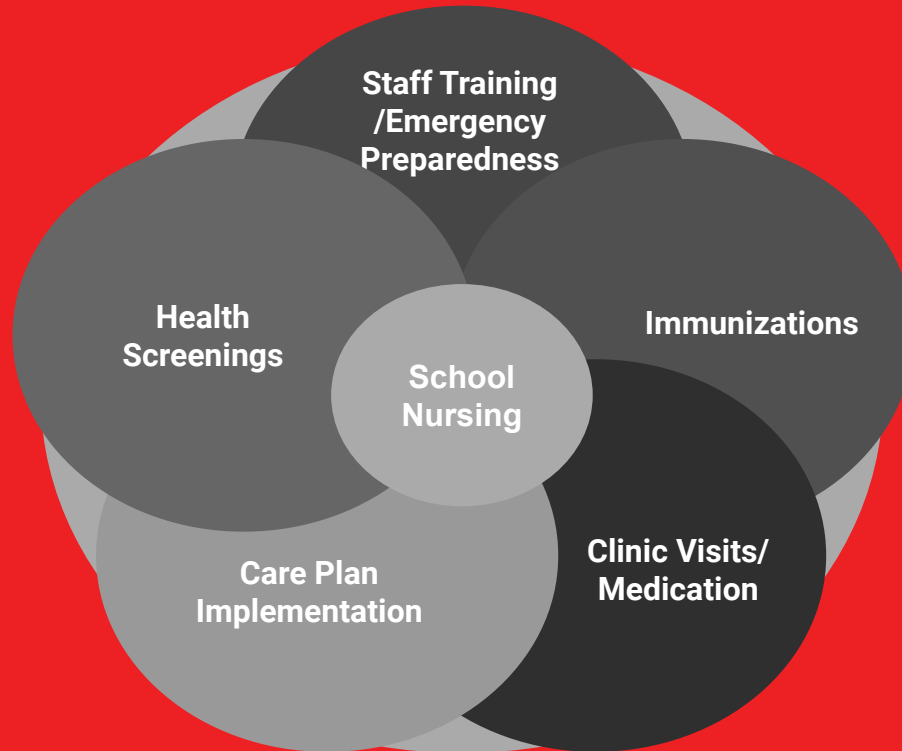 Staff Training
/Emergency
Preparedness
Health
Screenings
Immunizations
School
Nursing
Clinic Visits/
Medication
Care Plan
Implementation